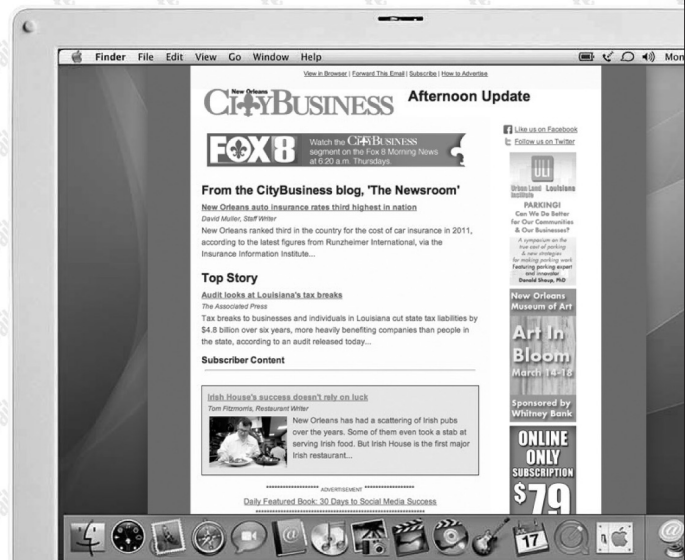 Finder File Edit View Go Window Help
Mon
View in Browser | Forward This Email | Subscribe | How to Advertise
New Orleans
CITYBUSINESS
Afternoon Update
FOX 8
Watch the CITYBUSINESS
segment on the Fox 8 Morning News
at 6:20 a.m. Thursdays.
From the CityBusiness blog, 'The Newsroom'
New Orleans auto insurance rates third highest in nation
David Muller, Staff Writer
New Orleans ranked third in the country for the cost of car insurance in 2011,
according to the latest figures from Runzheimer International, via the
Insurance Information Institute...
Top Story
Audit looks at Louisiana's tax breaks
The Associated Press
Tax breaks to businesses and individuals in Louisiana cut state tax liabilities by
$4.8 billion over six years, more heavily benefiting companies than people in
the state, according to an audit released today...
Subscriber Content
Irish House's success doesn't rely on luck
Tom Fitzmorris, Restaurant Writer
New Orleans has had a scattering of Irish pubs
over the years. Some of them even took a stab at
serving Irish food. But Irish House is the first major
Irish restaurant...
ADVERTISEMENT
Daily Featured Book: 30 Days to Social Media Success
Like us on Facebook
Follow us on Twitter
ULI
Urban Land Louisiana
Institute
PARKING!
Can We Do Better
for Our Communities
& Our Businesses?
A symposium on the
true cost of parking
& new strategies
for making parking work
Featuring parking expert
and innovator
Donald Shoup, PhD
New Orleans
Museum of Art
Art In
Bloom
March 14-18
Sponsored by
Whitney Bank
ONLINE
ONLY
SUBSCRIPTION
$79
17